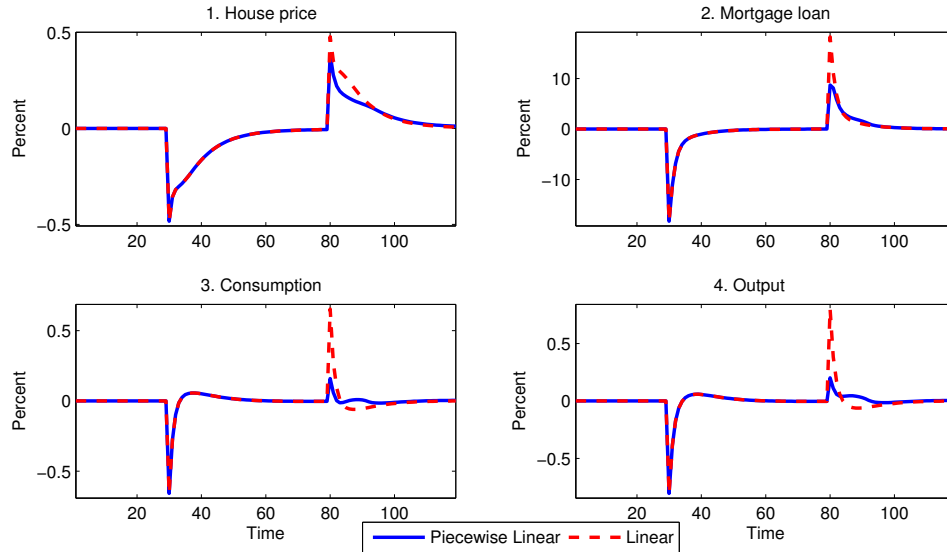 1. House price
2. Mortgage loan
Percent
0.5
0
-0.5
20 40 60 80 100
Percent
10
0
-10
20 40 60 80 100
3. Consumption
4. Output
Percent
0.5
0
-0.5
20 40 60 80 100
Time
Percent
0.5
0
-0.5
20 40 60 80 100
Time
Piecewise Linear
Linear